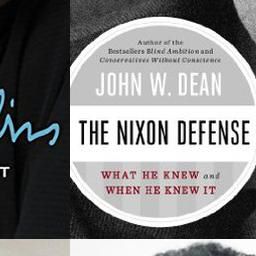 Author of the
Bestsellers Blind Ambition and
Conservatives Without Conscience
JOHN W. DEAN
THE NIXON DEFENSE
WHAT HE KNEW and
WHEN HE KNEW IT
T